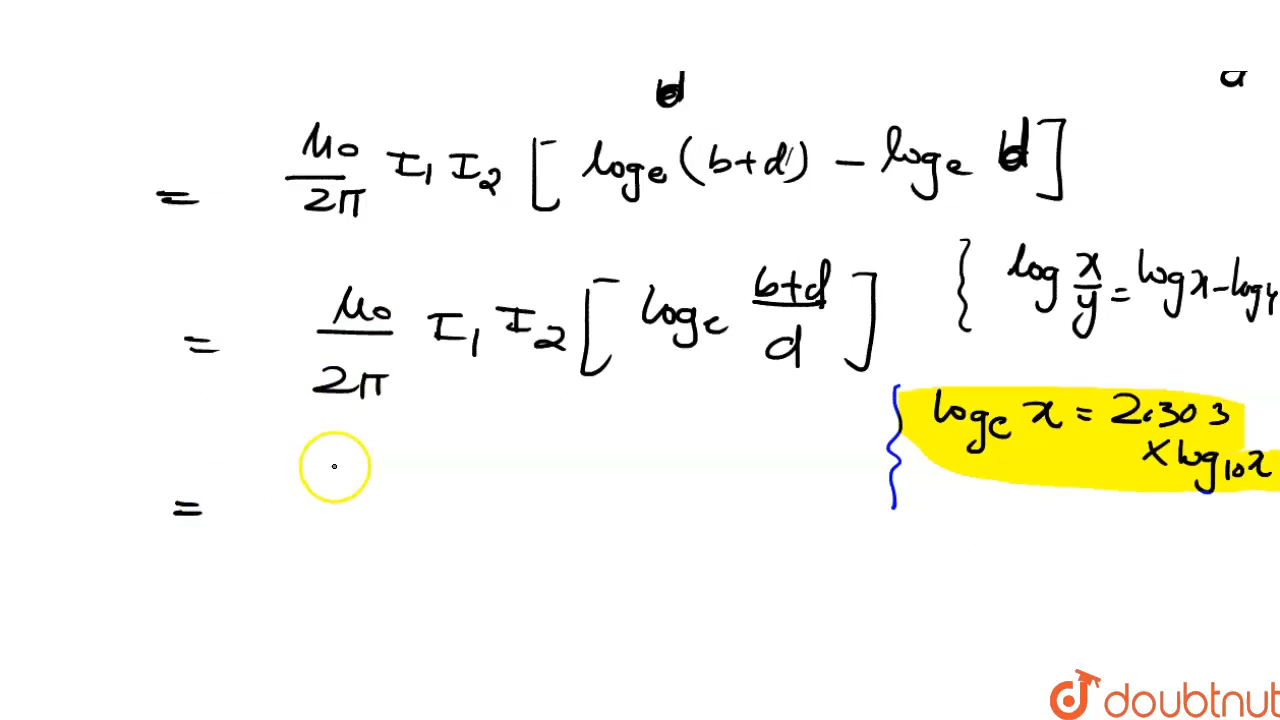 d
= μ₀/2π I₁ I₂ [ logₑ (b+d) - logₑ d ]
= μ₀/2π I₁ I₂ [ logₑ (b+d)/d ]
{ log x/y = log x - log y
{ logₑ x = 2.303
× log₁₀ x
=
doubtnut